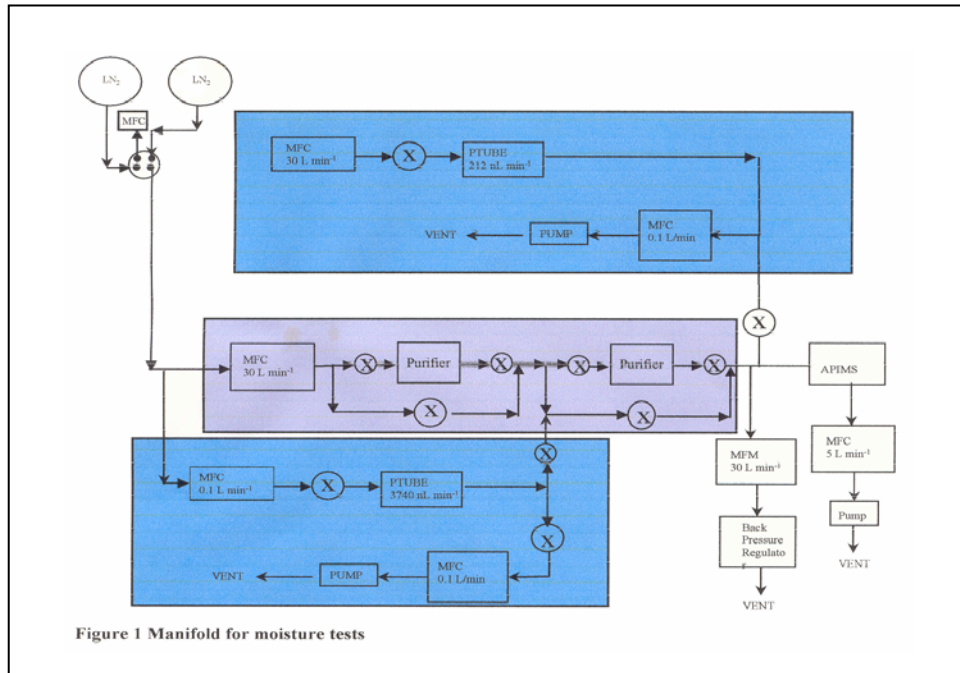 LN₂
LN₂
MFC
MFC
30 L min⁻¹
X
PTUBE
212 nL min⁻¹
VENT
PUMP
MFC
0.1 L/min
X
MFC
30 L min⁻¹
X
Purifier
X
X
Purifier
X
APIMS
X
X
MFC
0.1 L min⁻¹
X
PTUBE
3740 nL min⁻¹
X
X
VENT
PUMP
MFC
0.1 L/min
MFM
30 L min⁻¹
MFC
5 L min⁻¹
Back
Pressure
Regulato
r
Pump
VENT
VENT
Figure 1 Manifold for moisture tests